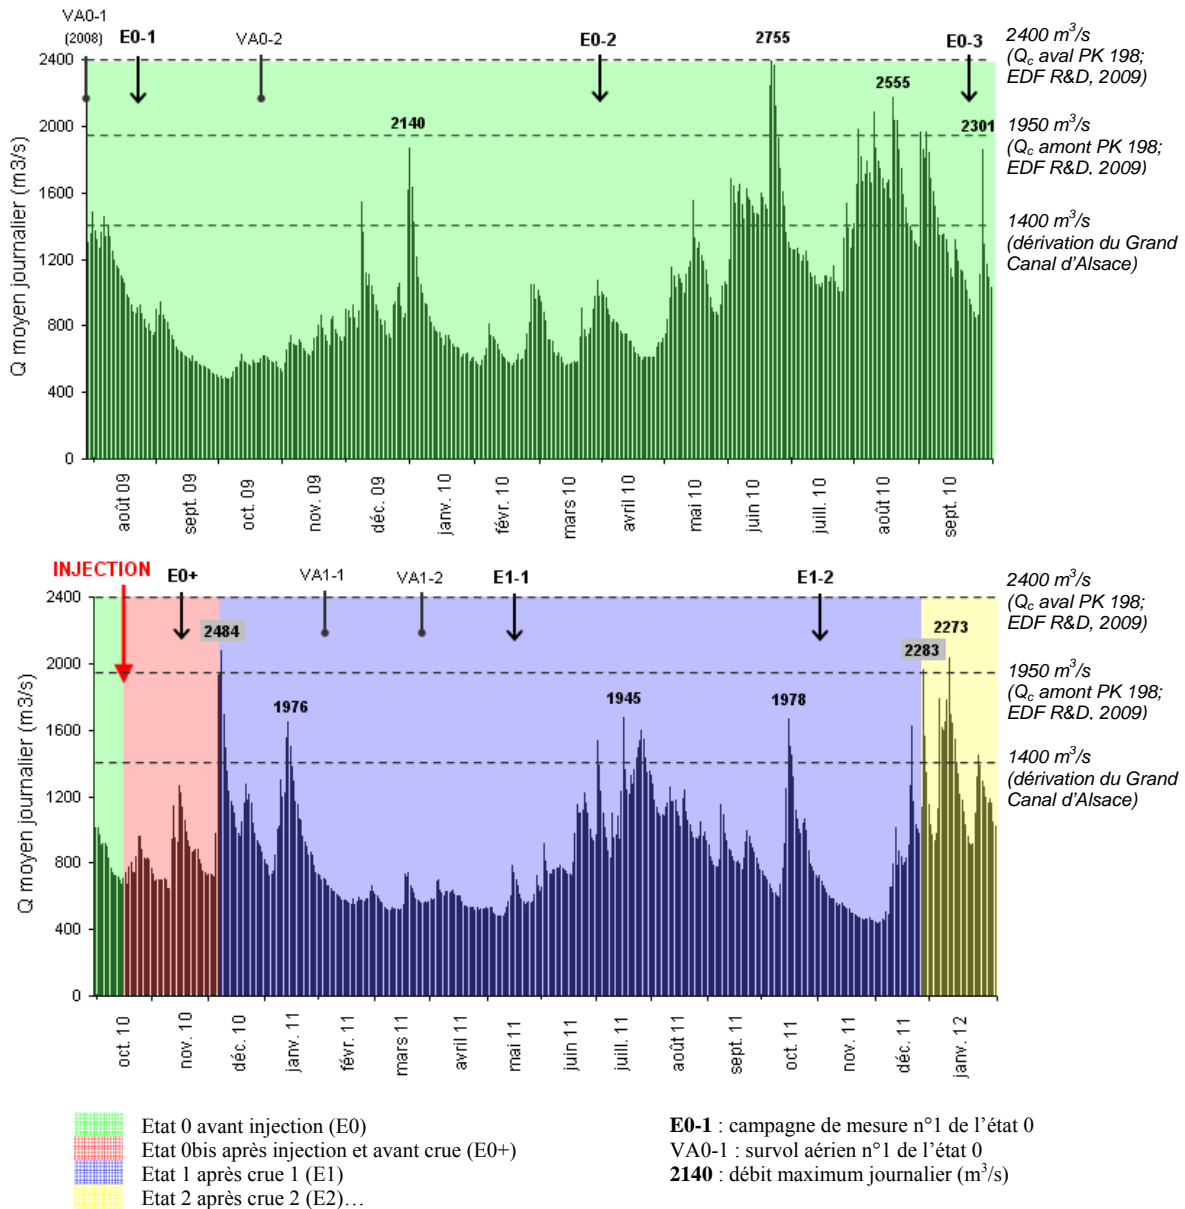 VA0-1
(2008)
E0-1
VA0-2
E0-2
2755
E0-3
2400 m³/s
(Qc aval PK 198;
EDF R&D, 2009)
2400
2555
2000
2140
1950 m³/s
2301
(Qc amont PK 198;
EDF R&D, 2009)
1600
1400 m³/s
(dérivation du Grand
Canal d'Alsace)
1200
800
400
0
Q moyen journalier (m3/s)
août 09
sept. 09
oct. 09
nov. 09
déc. 09
janv. 10
févr. 10
mars 10
avril 10
mai 10
juin 10
juill. 10
août 10
sept. 10
INJECTION
E0+
VA1-1
VA1-2
E1-1
E1-2
2400 m³/s
(Qc aval PK 198;
EDF R&D, 2009)
2400
2484
2273
2283
2000
1950 m³/s
(Qc amont PK 198;
EDF R&D, 2009)
1976
1945
1978
1600
1400 m³/s
(dérivation du Grand
Canal d'Alsace)
1200
800
400
0
Q moyen journalier (m3/s)
oct. 10
nov. 10
déc. 10
janv. 11
févr. 11
mars 11
avril 11
mai 11
juin 11
juill. 11
août 11
sept. 11
oct. 11
nov. 11
déc. 11
janv. 12
Etat 0 avant injection (E0)
Etat 0bis après injection et avant crue (E0+)
Etat 1 après crue 1 (E1)
Etat 2 après crue 2 (E2)…
E0-1 : campagne de mesure n°1 de l'état 0
VA0-1 : survol aérien n°1 de l'état 0
2140 : débit maximum journalier (m³/s)